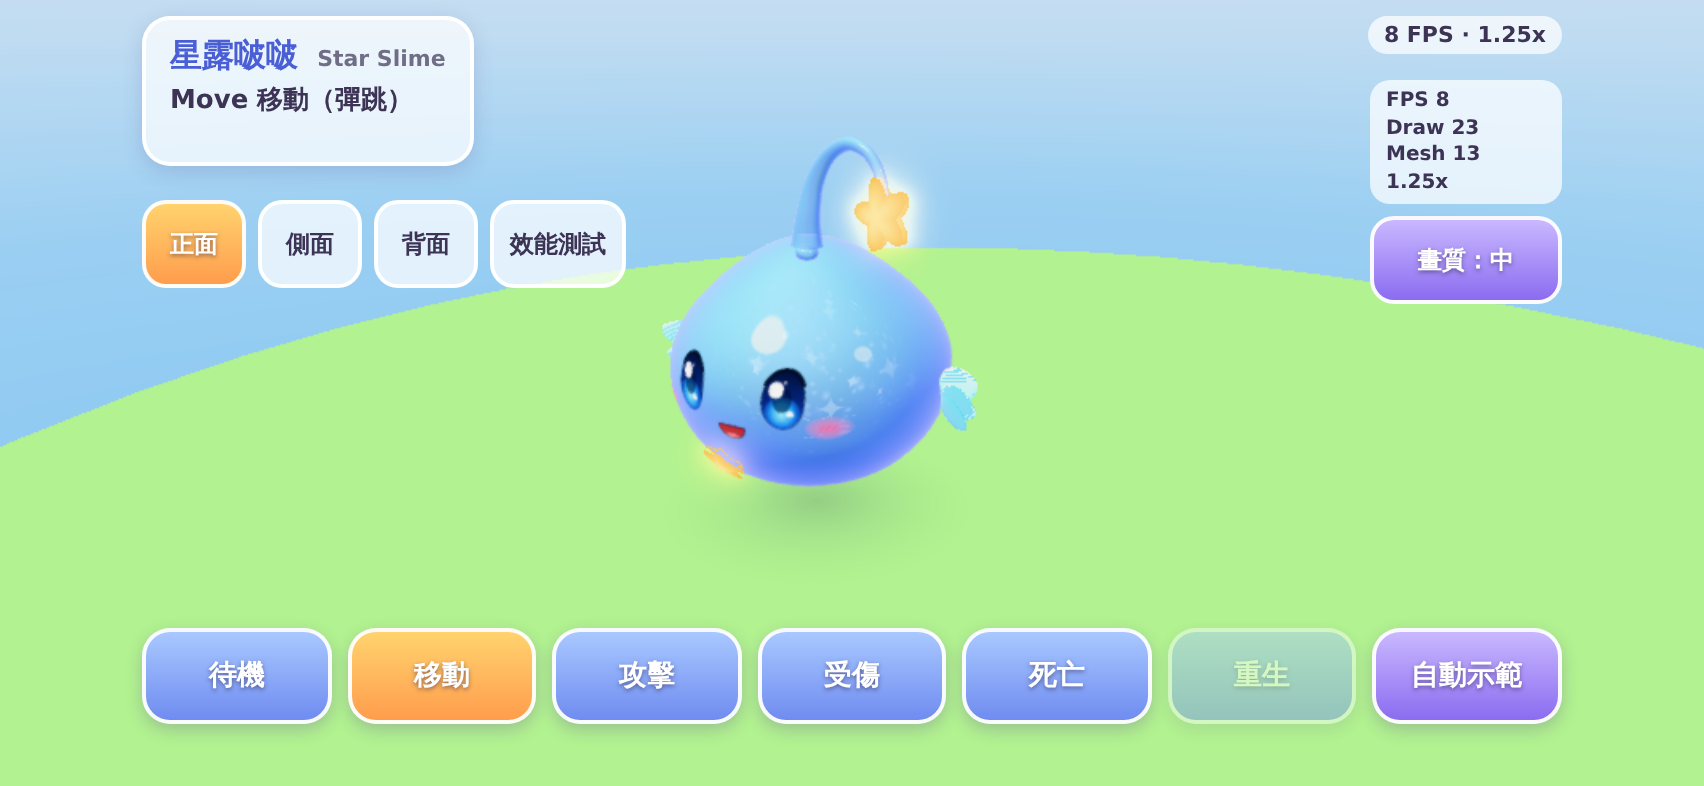 星露啵啵 Star Slime
Move 移動（彈跳）
8 FPS · 1.25x
FPS 8
Draw 23
Mesh 13
1.25x
正面
側面
背面
效能測試
畫質：中
待機
移動
攻擊
受傷
死亡
重生
自動示範